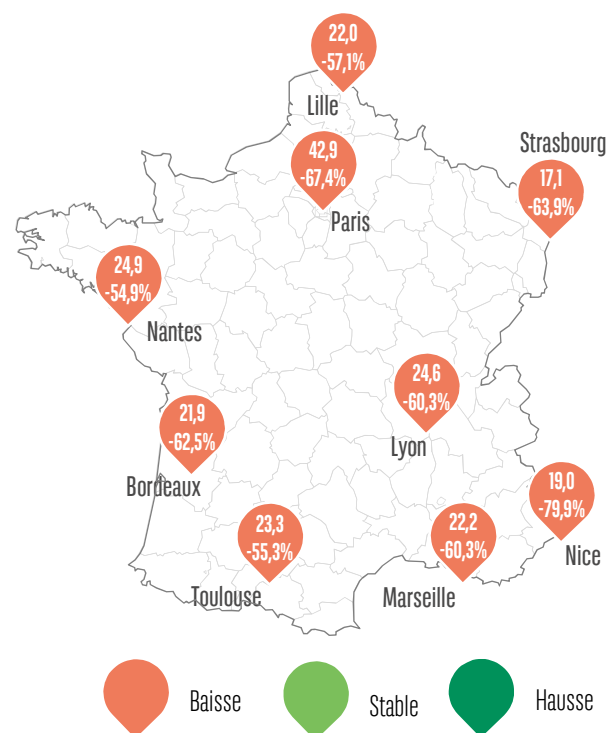 22,0
-57,1%
Lille
42,9
-67,4%
Paris
Strasbourg
17,1
-63,9%
24,9
-54,9%
Nantes
24,6
-60,3%
Lyon
21,9
-62,5%
Bordeaux
19,0
-79,9%
Nice
23,3
-55,3%
Toulouse
22,2
-60,3%
Marseille
Baisse
Stable
Hausse